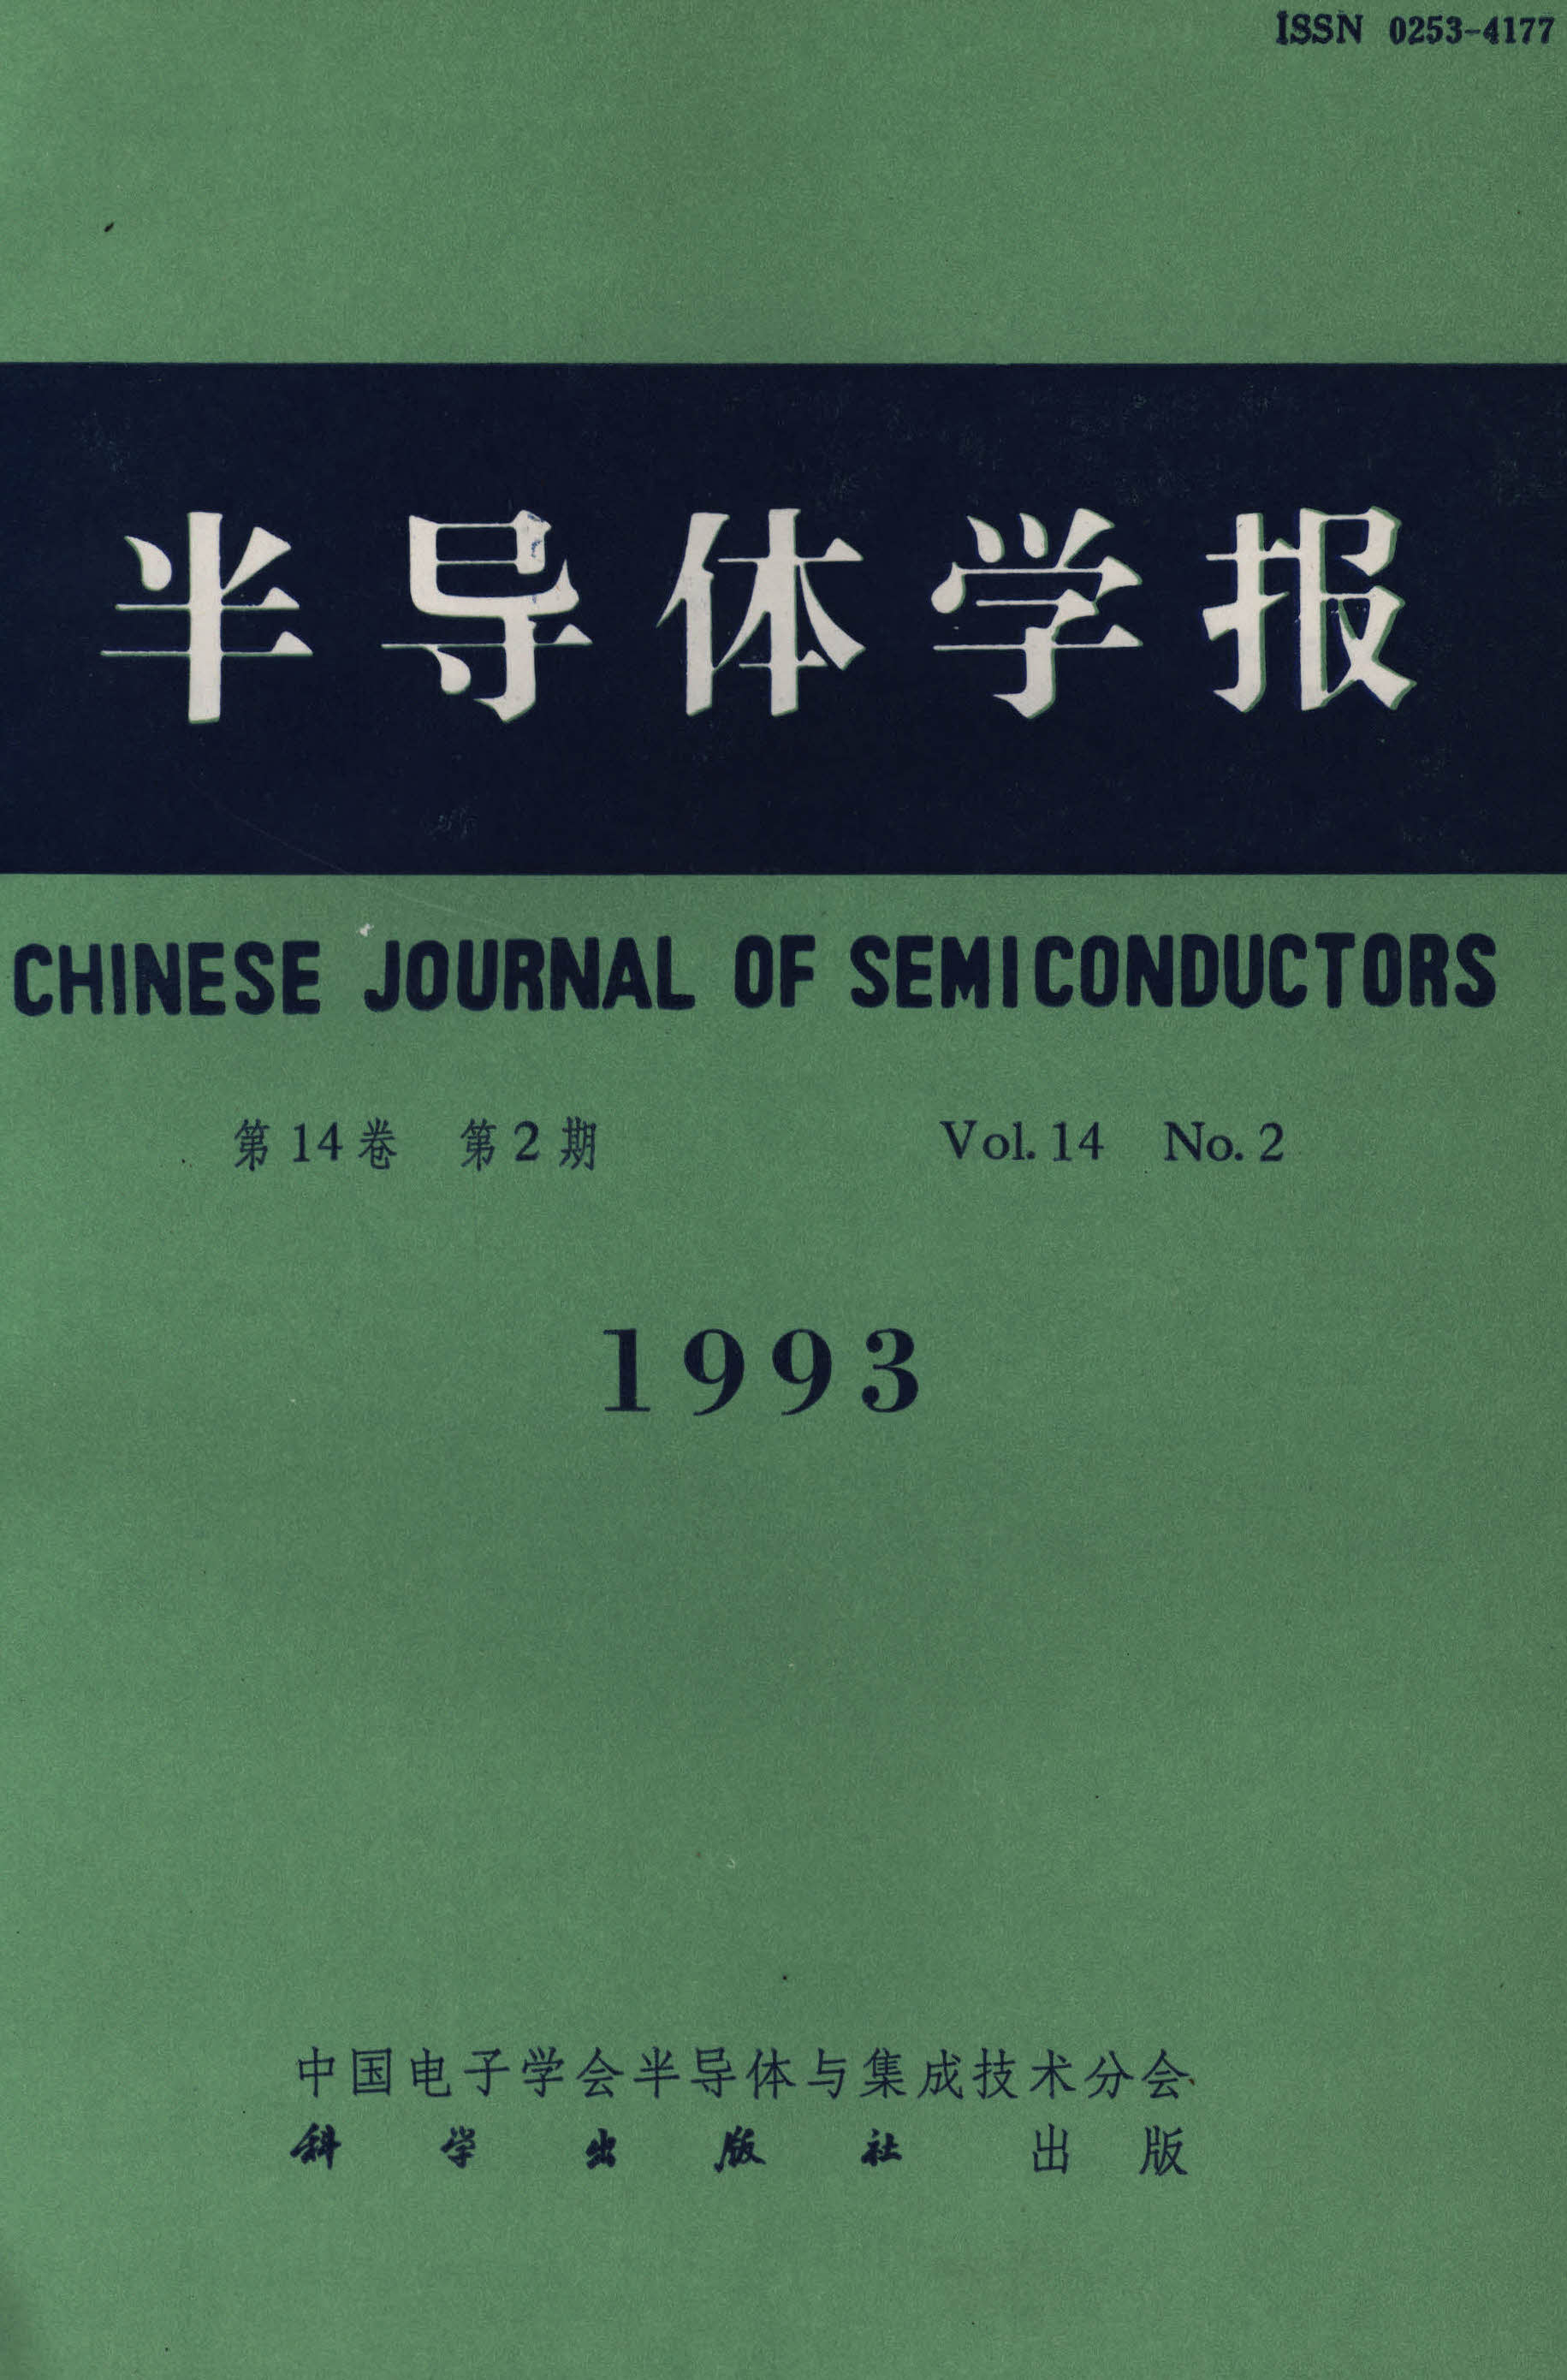 ISSN 0253-4177
半导体学报
CHINESE JOURNAL OF SEMICONDUCTORS
第14卷 第2期 Vol. 14 No. 2
1993
中国电子学会半导体与集成技术分会
科学出版社 出版